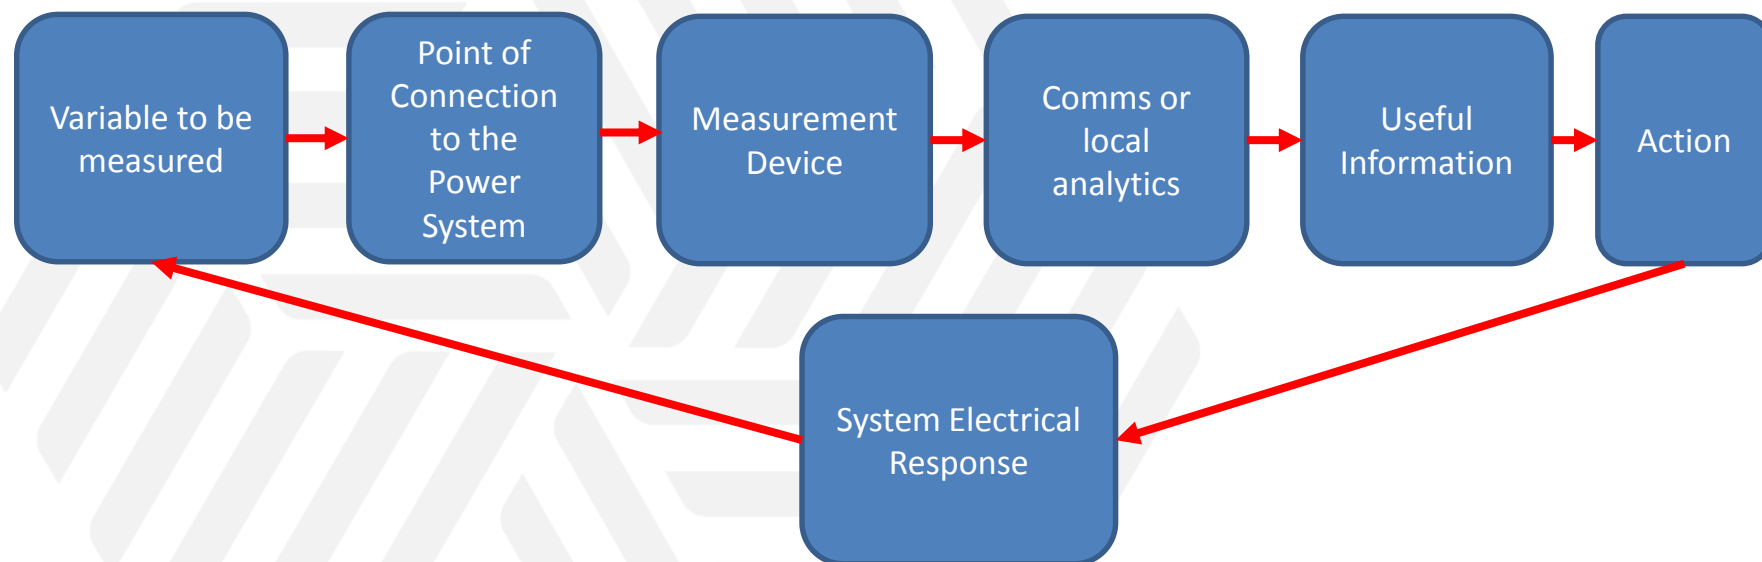 Variable to be
measured
Point of
Connection
to the
Power
System
Measurement
Device
Comms or
local
analytics
Useful
Information
Action
System Electrical
Response